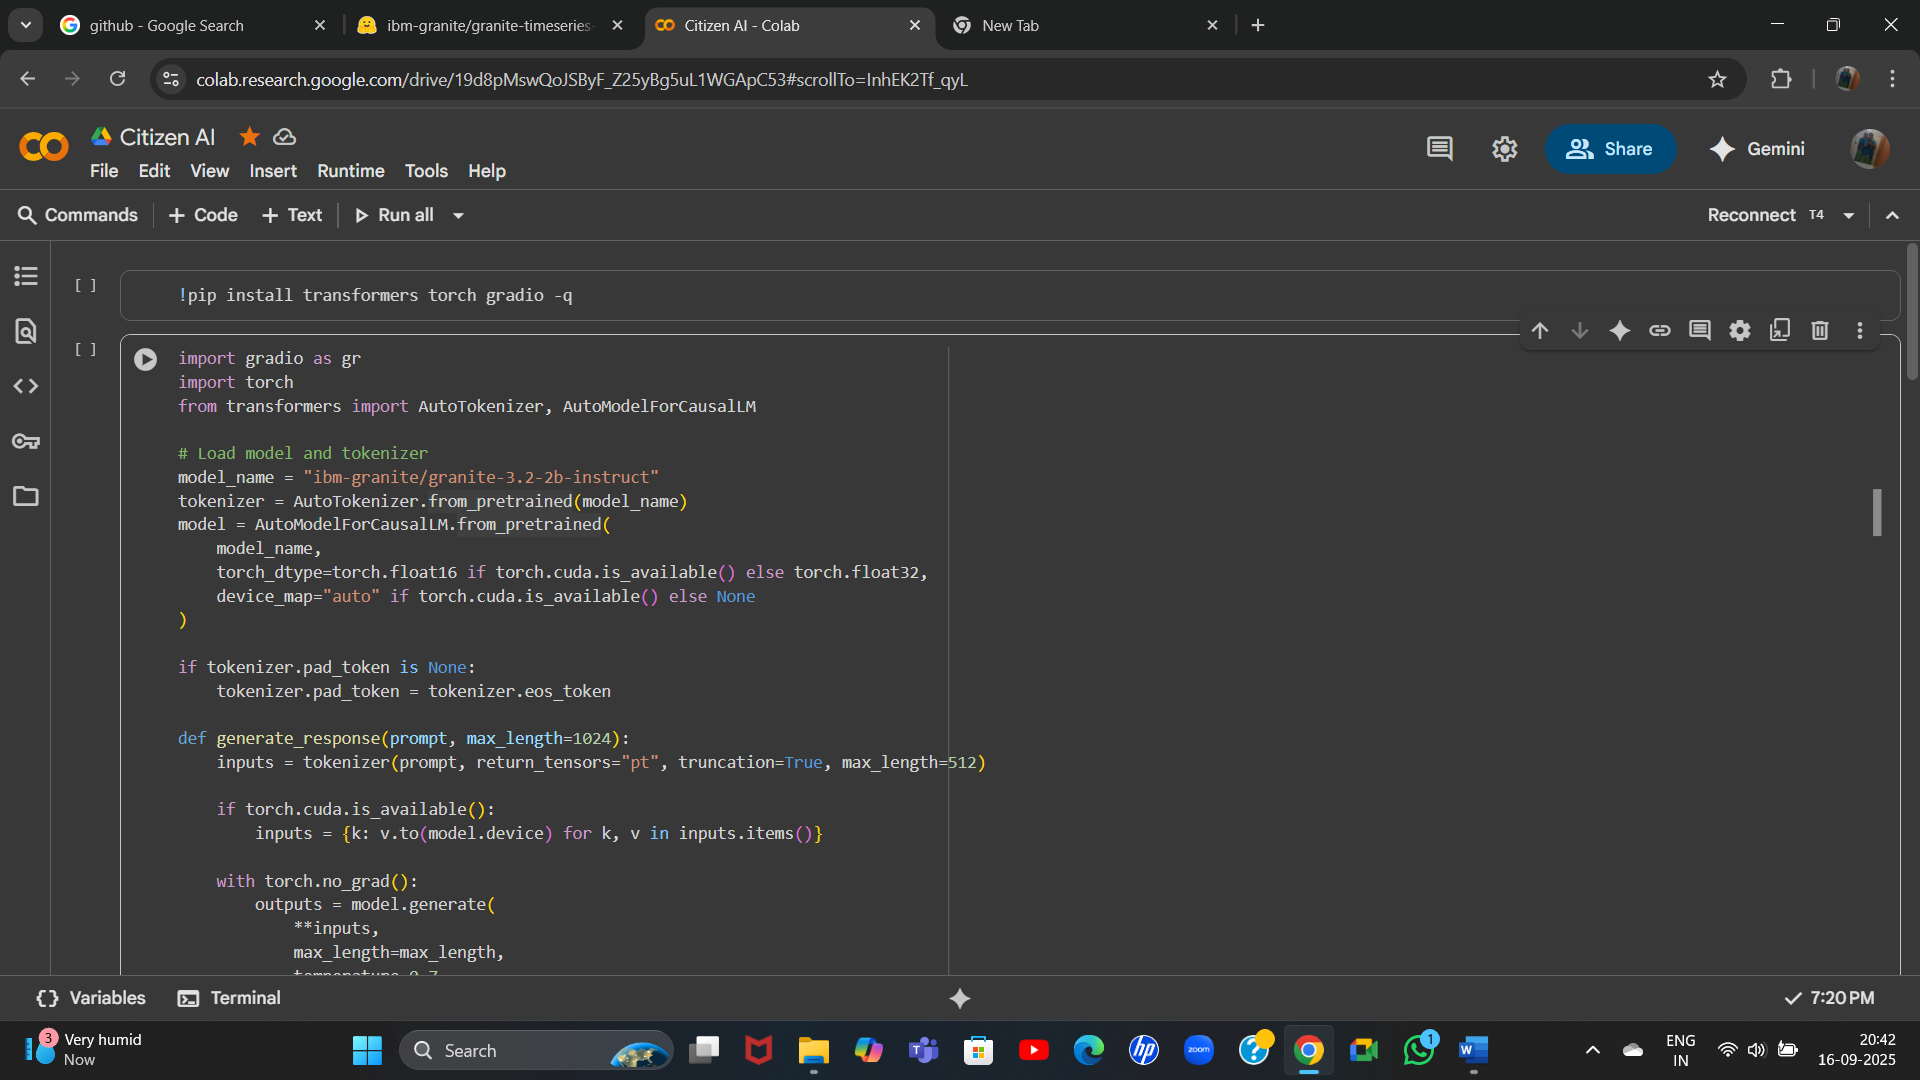 github - Google Search
ibm-granite/granite-timeseries-
Citizen AI - Colab
New Tab
colab.research.google.com/drive/19d8pMswQoJSByF_Z25yBg5uL1WGApC53#scrollTo=InhEK2Tf_qyL
Citizen AI
File Edit View Insert Runtime Tools Help
Share
Gemini
Commands + Code + Text Run all
Reconnect T4
[ ]
!pip install transformers torch gradio -q
[ ]
import gradio as gr
import torch
from transformers import AutoTokenizer, AutoModelForCausalLM
# Load model and tokenizer
model_name = "ibm-granite/granite-3.2-2b-instruct"
tokenizer = AutoTokenizer.from_pretrained(model_name)
model = AutoModelForCausalLM.from_pretrained(
    model_name,
    torch_dtype=torch.float16 if torch.cuda.is_available() else torch.float32,
    device_map="auto" if torch.cuda.is_available() else None
)
if tokenizer.pad_token is None:
    tokenizer.pad_token = tokenizer.eos_token
def generate_response(prompt, max_length=1024):
    inputs = tokenizer(prompt, return_tensors="pt", truncation=True, max_length=512)
    if torch.cuda.is_available():
        inputs = {k: v.to(model.device) for k, v in inputs.items()}
    with torch.no_grad():
        outputs = model.generate(
            **inputs,
            max_length=max_length,
Variables
Terminal
7:20 PM
3
Very humid
Now
Search
zoom
1
ENG
IN
20:42
16-09-2025